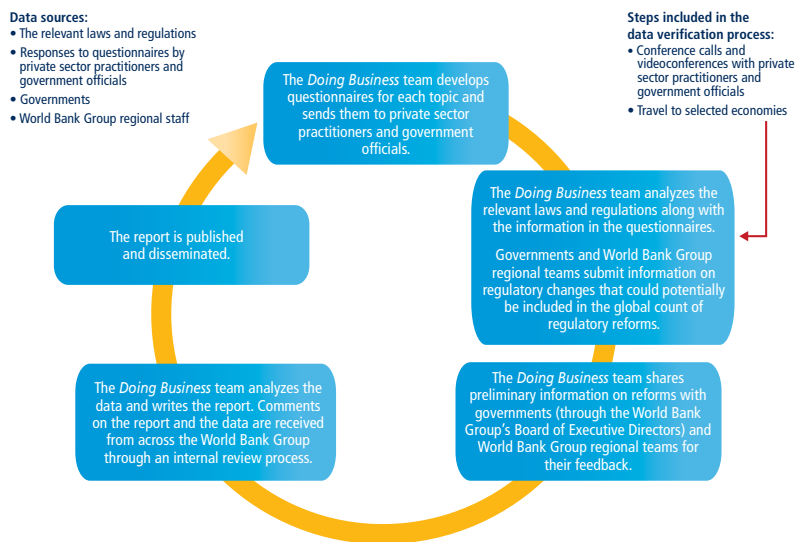 Data sources:
• The relevant laws and regulations
• Responses to questionnaires by
private sector practitioners and
government officials
• Governments
• World Bank Group regional staff
Steps included in the
data verification process:
• Conference calls and
videoconferences with private
sector practitioners and
government officials
• Travel to selected economies
The Doing Business team develops
questionnaires for each topic and
sends them to private sector
practitioners and government
officials.
The Doing Business team analyzes the
relevant laws and regulations along with
the information in the questionnaires.
Governments and World Bank Group
regional teams submit information on
regulatory changes that could potentially
be included in the global count of
regulatory reforms.
The Doing Business team shares
preliminary information on reforms with
governments (through the World Bank
Group's Board of Executive Directors) and
World Bank Group regional teams for
their feedback.
The Doing Business team analyzes the
data and writes the report. Comments
on the report and the data are received
from across the World Bank Group
through an internal review process.
The report is published
and disseminated.